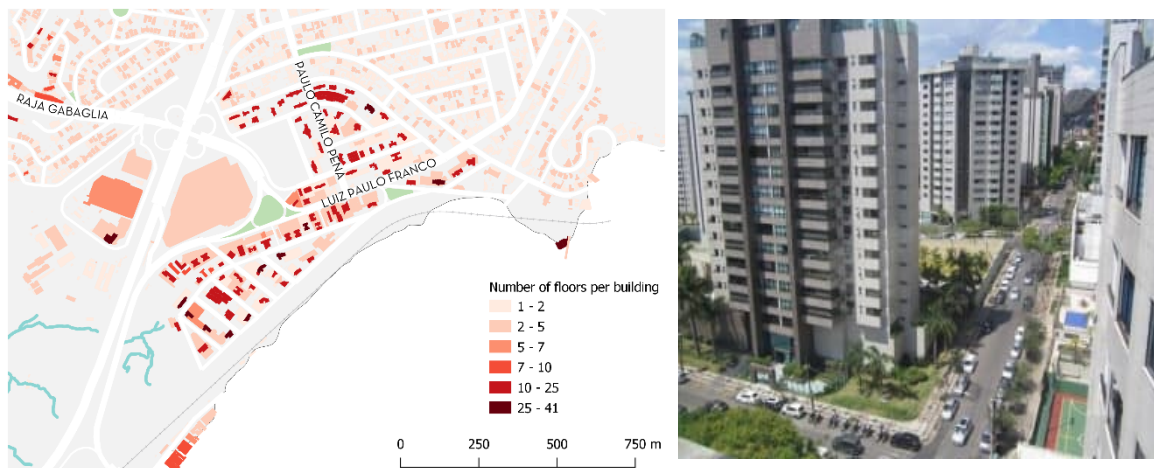 PAULO CAMILO PENA
RAJA GABAGLIA
LUIZ PAULO FRANCO
Number of floors per building
1 - 2
2 - 5
5 - 7
7 - 10
10 - 25
25 - 41
0 250 500 750 m